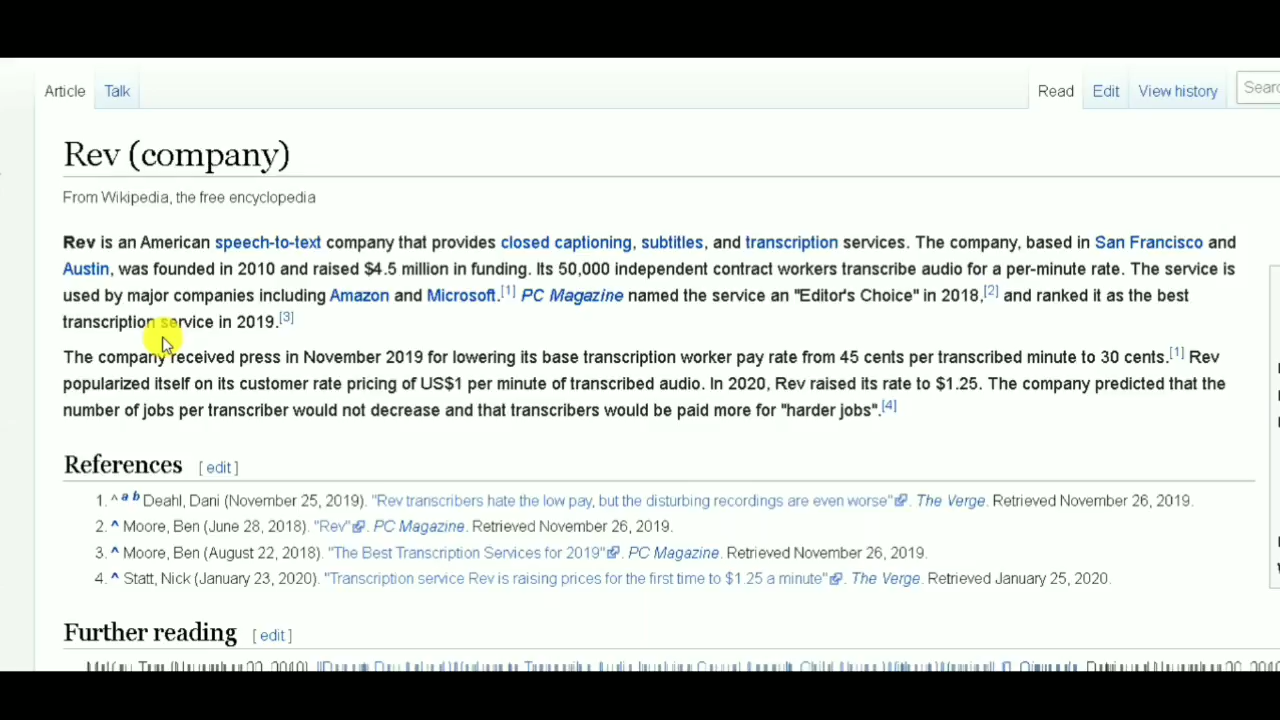 Article Talk Read Edit View history Searc
Rev (company)
From Wikipedia, the free encyclopedia
Rev is an American speech-to-text company that provides closed captioning, subtitles, and transcription services. The company, based in San Francisco and
Austin, was founded in 2010 and raised $4.5 million in funding. Its 50,000 independent contract workers transcribe audio for a per-minute rate. The service is
used by major companies including Amazon and Microsoft.[1] PC Magazine named the service an "Editor's Choice" in 2018,[2] and ranked it as the best
transcription service in 2019.[3]
The company received press in November 2019 for lowering its base transcription worker pay rate from 45 cents per transcribed minute to 30 cents.[1] Rev
popularized itself on its customer rate pricing of US$1 per minute of transcribed audio. In 2020, Rev raised its rate to $1.25. The company predicted that the
number of jobs per transcriber would not decrease and that transcribers would be paid more for "harder jobs".[4]
References [ edit ]
1. ^ a b Deahl, Dani (November 25, 2019). "Rev transcribers hate the low pay, but the disturbing recordings are even worse". The Verge. Retrieved November 26, 2019.
2. ^ Moore, Ben (June 28, 2018). "Rev". PC Magazine. Retrieved November 26, 2019.
3. ^ Moore, Ben (August 22, 2018). "The Best Transcription Services for 2019". PC Magazine. Retrieved November 26, 2019.
4. ^ Statt, Nick (January 23, 2020). "Transcription service Rev is raising prices for the first time to $1.25 a minute". The Verge. Retrieved January 25, 2020.
Further reading [ edit ]